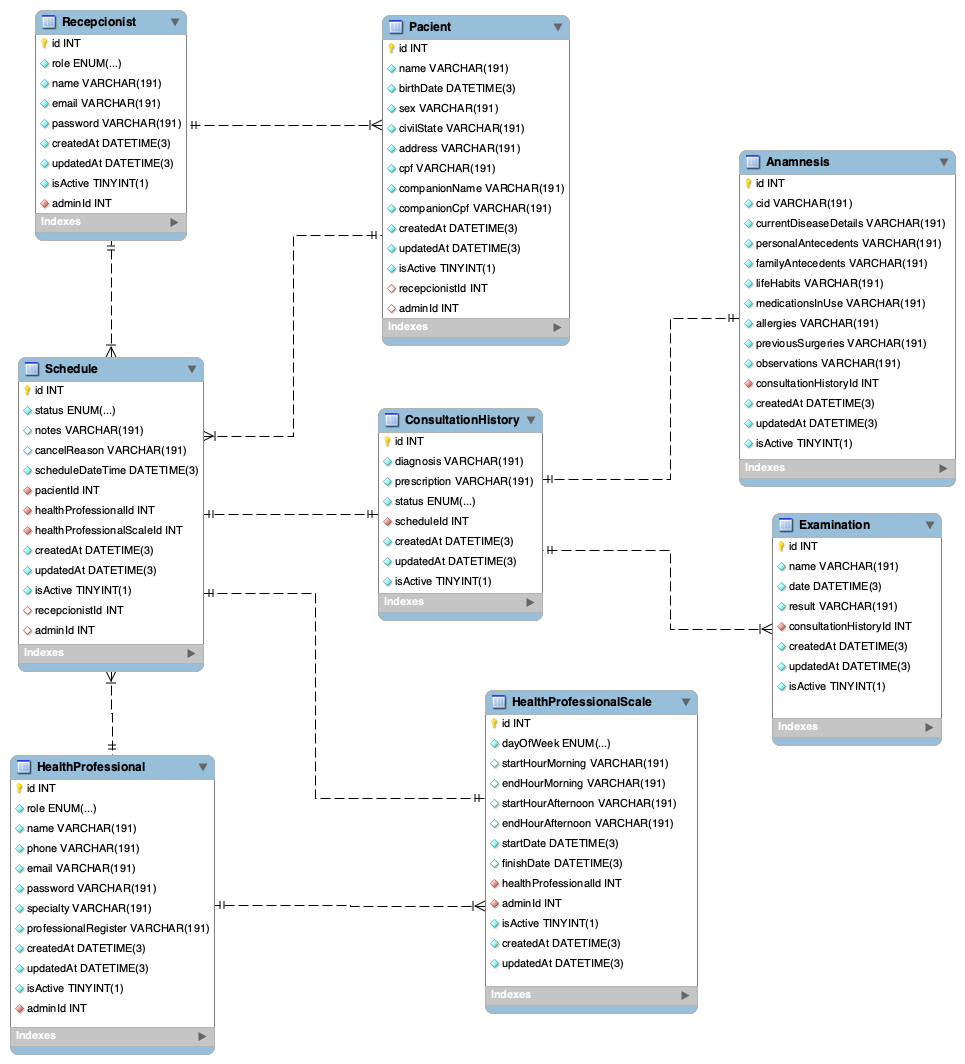 Recepcionist
id INT
role ENUM(...)
name VARCHAR(191)
email VARCHAR(191)
password VARCHAR(191)
createdAt DATETIME(3)
updatedAt DATETIME(3)
isActive TINYINT(1)
adminId INT
Indexes
Pacient
id INT
name VARCHAR(191)
birthDate DATETIME(3)
sex VARCHAR(191)
civilState VARCHAR(191)
address VARCHAR(191)
cpf VARCHAR(191)
companionName VARCHAR(191)
companionCpf VARCHAR(191)
createdAt DATETIME(3)
updatedAt DATETIME(3)
isActive TINYINT(1)
recepcionistId INT
adminId INT
Indexes
Anamnesis
id INT
cid VARCHAR(191)
currentDiseaseDetails VARCHAR(191)
personalAntecedents VARCHAR(191)
familyAntecedents VARCHAR(191)
lifeHabits VARCHAR(191)
medicationsInUse VARCHAR(191)
allergies VARCHAR(191)
previousSurgeries VARCHAR(191)
observations VARCHAR(191)
consultationHistoryId INT
createdAt DATETIME(3)
updatedAt DATETIME(3)
isActive TINYINT(1)
Indexes
Schedule
id INT
status ENUM(...)
notes VARCHAR(191)
cancelReason VARCHAR(191)
scheduleDateTime DATETIME(3)
pacientId INT
healthProfessionalId INT
healthProfessionalScaleId INT
createdAt DATETIME(3)
updatedAt DATETIME(3)
isActive TINYINT(1)
recepcionistId INT
adminId INT
Indexes
ConsultationHistory
id INT
diagnosis VARCHAR(191)
prescription VARCHAR(191)
status ENUM(...)
scheduleId INT
createdAt DATETIME(3)
updatedAt DATETIME(3)
isActive TINYINT(1)
Indexes
Examination
id INT
name VARCHAR(191)
date DATETIME(3)
result VARCHAR(191)
consultationHistoryId INT
createdAt DATETIME(3)
updatedAt DATETIME(3)
isActive TINYINT(1)
Indexes
HealthProfessional
id INT
role ENUM(...)
name VARCHAR(191)
phone VARCHAR(191)
email VARCHAR(191)
password VARCHAR(191)
specialty VARCHAR(191)
professionalRegister VARCHAR(191)
createdAt DATETIME(3)
updatedAt DATETIME(3)
isActive TINYINT(1)
adminId INT
Indexes
HealthProfessionalScale
id INT
dayOfWeek ENUM(...)
startHourMorning VARCHAR(191)
endHourMorning VARCHAR(191)
startHourAfternoon VARCHAR(191)
endHourAfternoon VARCHAR(191)
startDate DATETIME(3)
finishDate DATETIME(3)
healthProfessionalId INT
adminId INT
isActive TINYINT(1)
createdAt DATETIME(3)
updatedAt DATETIME(3)
Indexes